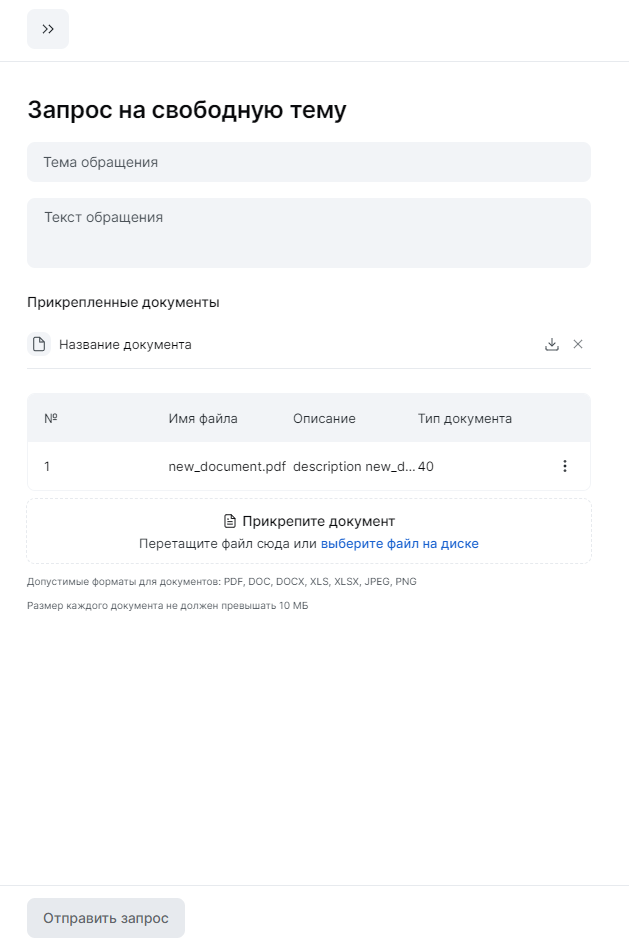 Запрос на свободную тему
Тема обращения
Текст обращения
Прикрепленные документы
Название документа
№ Имя файла Описание Тип документа
1 new_document.pdf description new_d... 40
Прикрепите документ
Перетащите файл сюда или выберите файл на диске
Допустимые форматы для документов: PDF, DOC, DOCX, XLS, XLSX, JPEG, PNG
Размер каждого документа не должен превышать 10 МБ
Отправить запрос